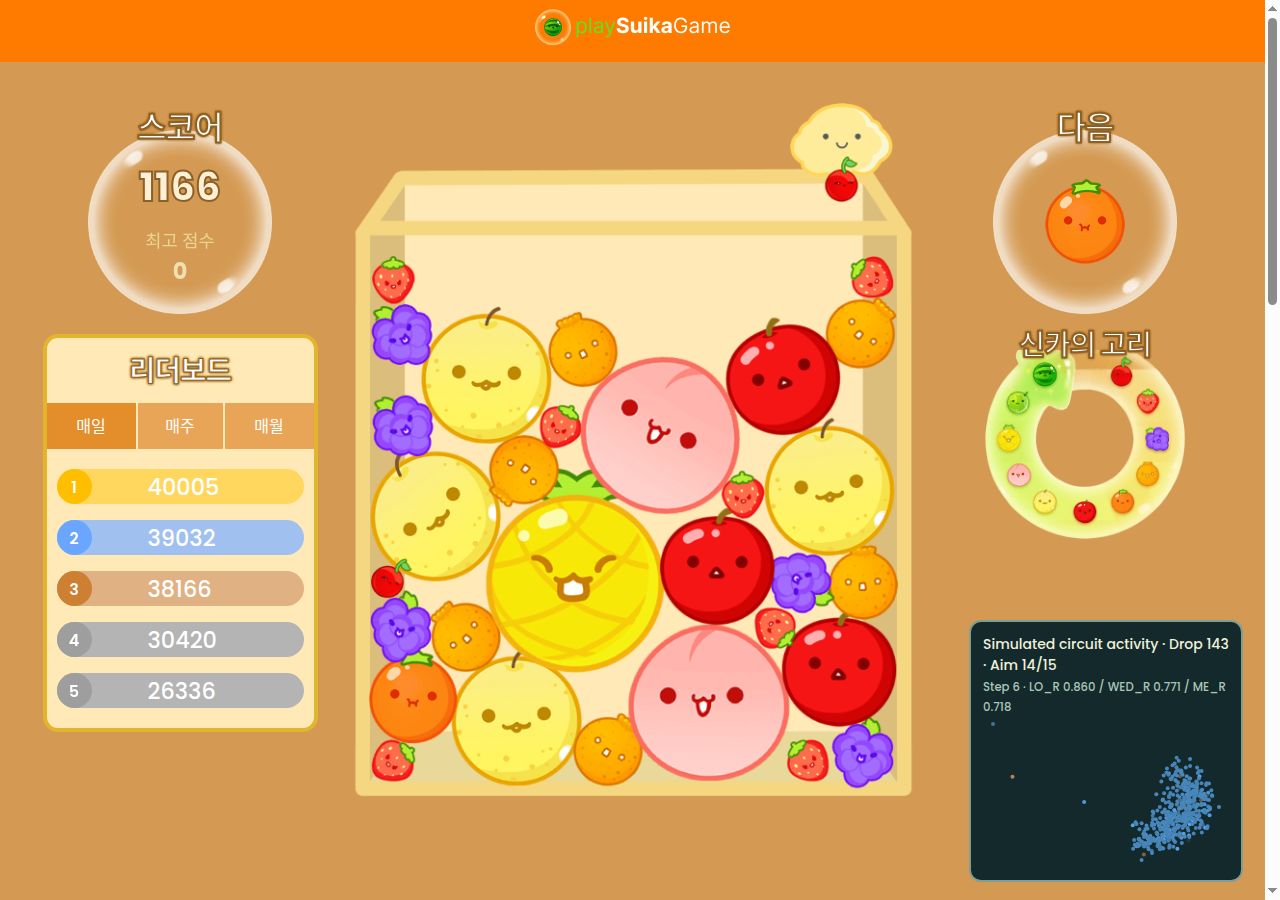 playSuikaGame
스코어
1166
최고 점수
0
리더보드
매일 매주 매월
1 40005
2 39032
3 38166
4 30420
5 26336
다음
신카의 고리
Simulated circuit activity · Drop 143
· Aim 14/15
Step 6 · LO_R 0.860 / WED_R 0.771 / ME_R
0.718